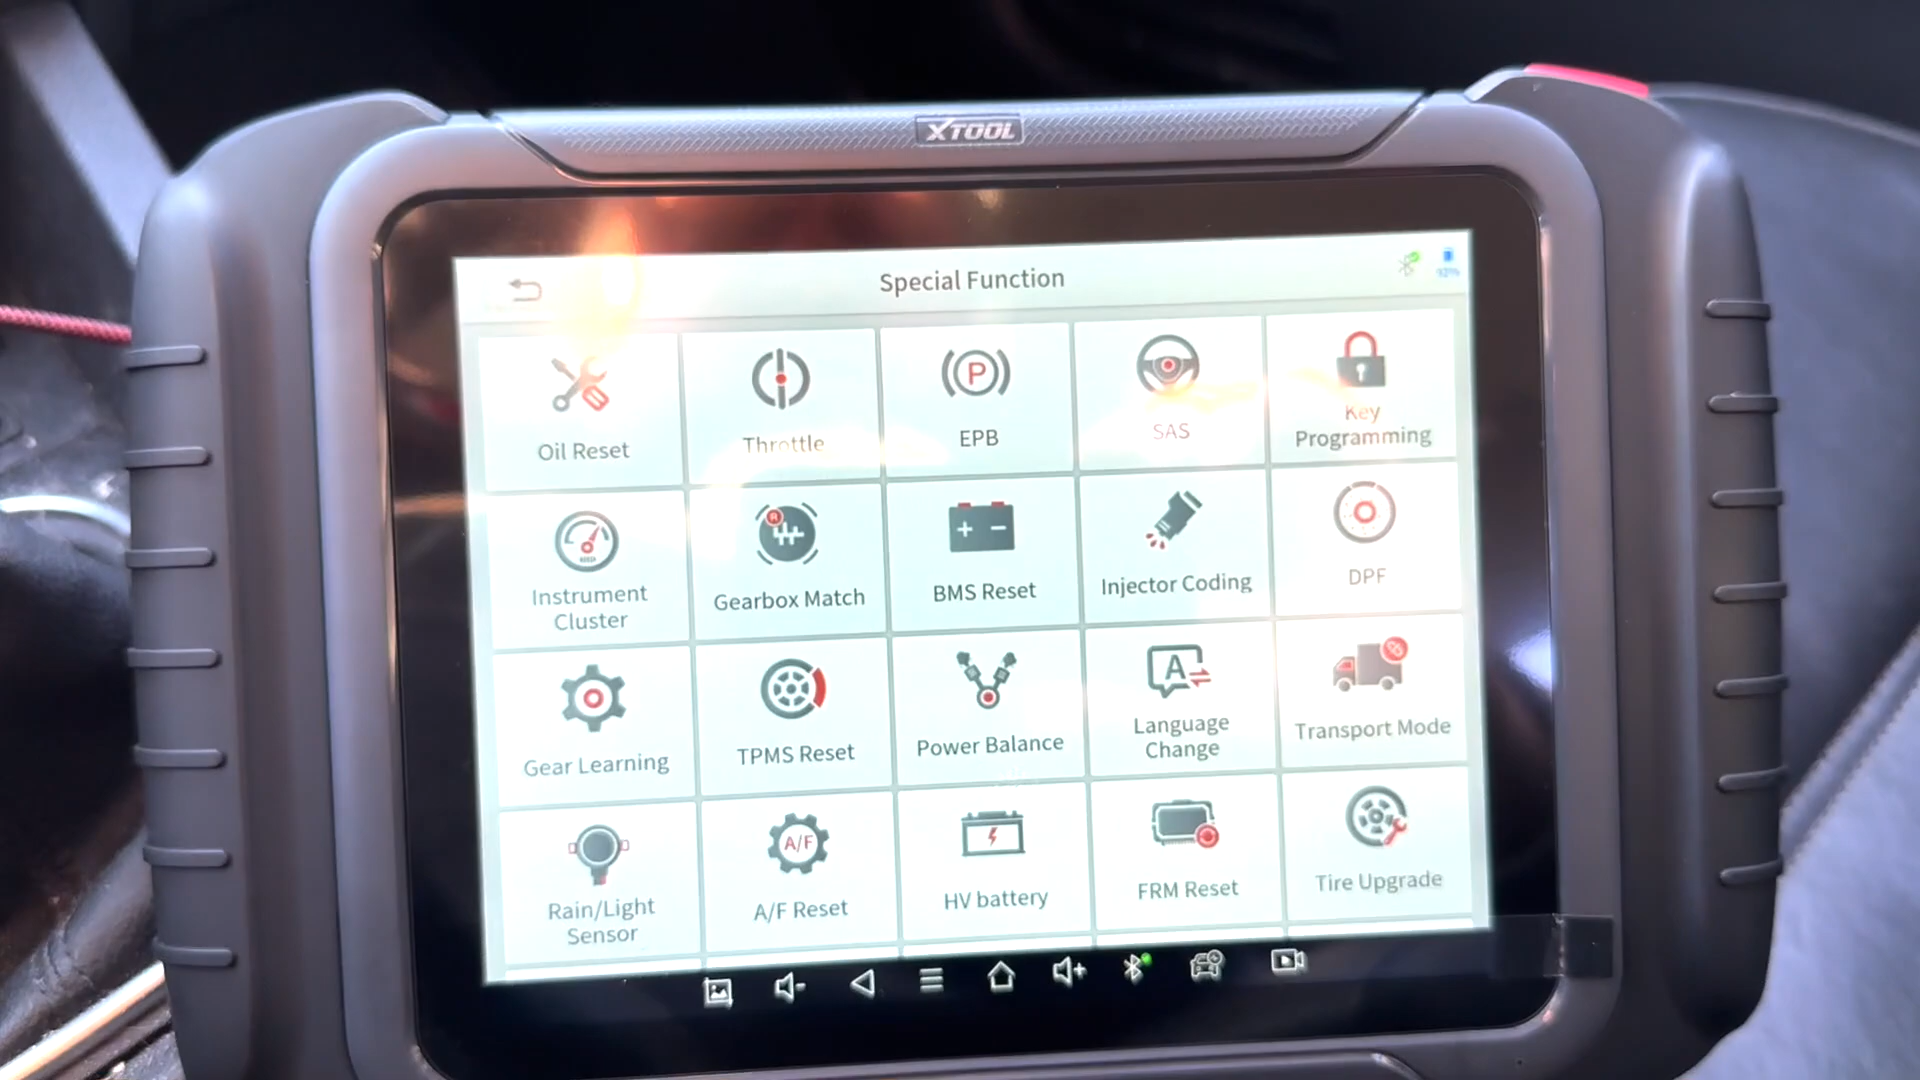 XTOOL
Special Function
92%
Oil Reset
Throttle
P
EPB
SAS
Key
Programming
Instrument
Cluster
R
Gearbox Match
+ -
BMS Reset
Injector Coding
DPF
Gear Learning
TPMS Reset
Power Balance
A
Language
Change
Transport Mode
Rain/Light
Sensor
A/F
A/F Reset
HV battery
FRM Reset
Tire Upgrade